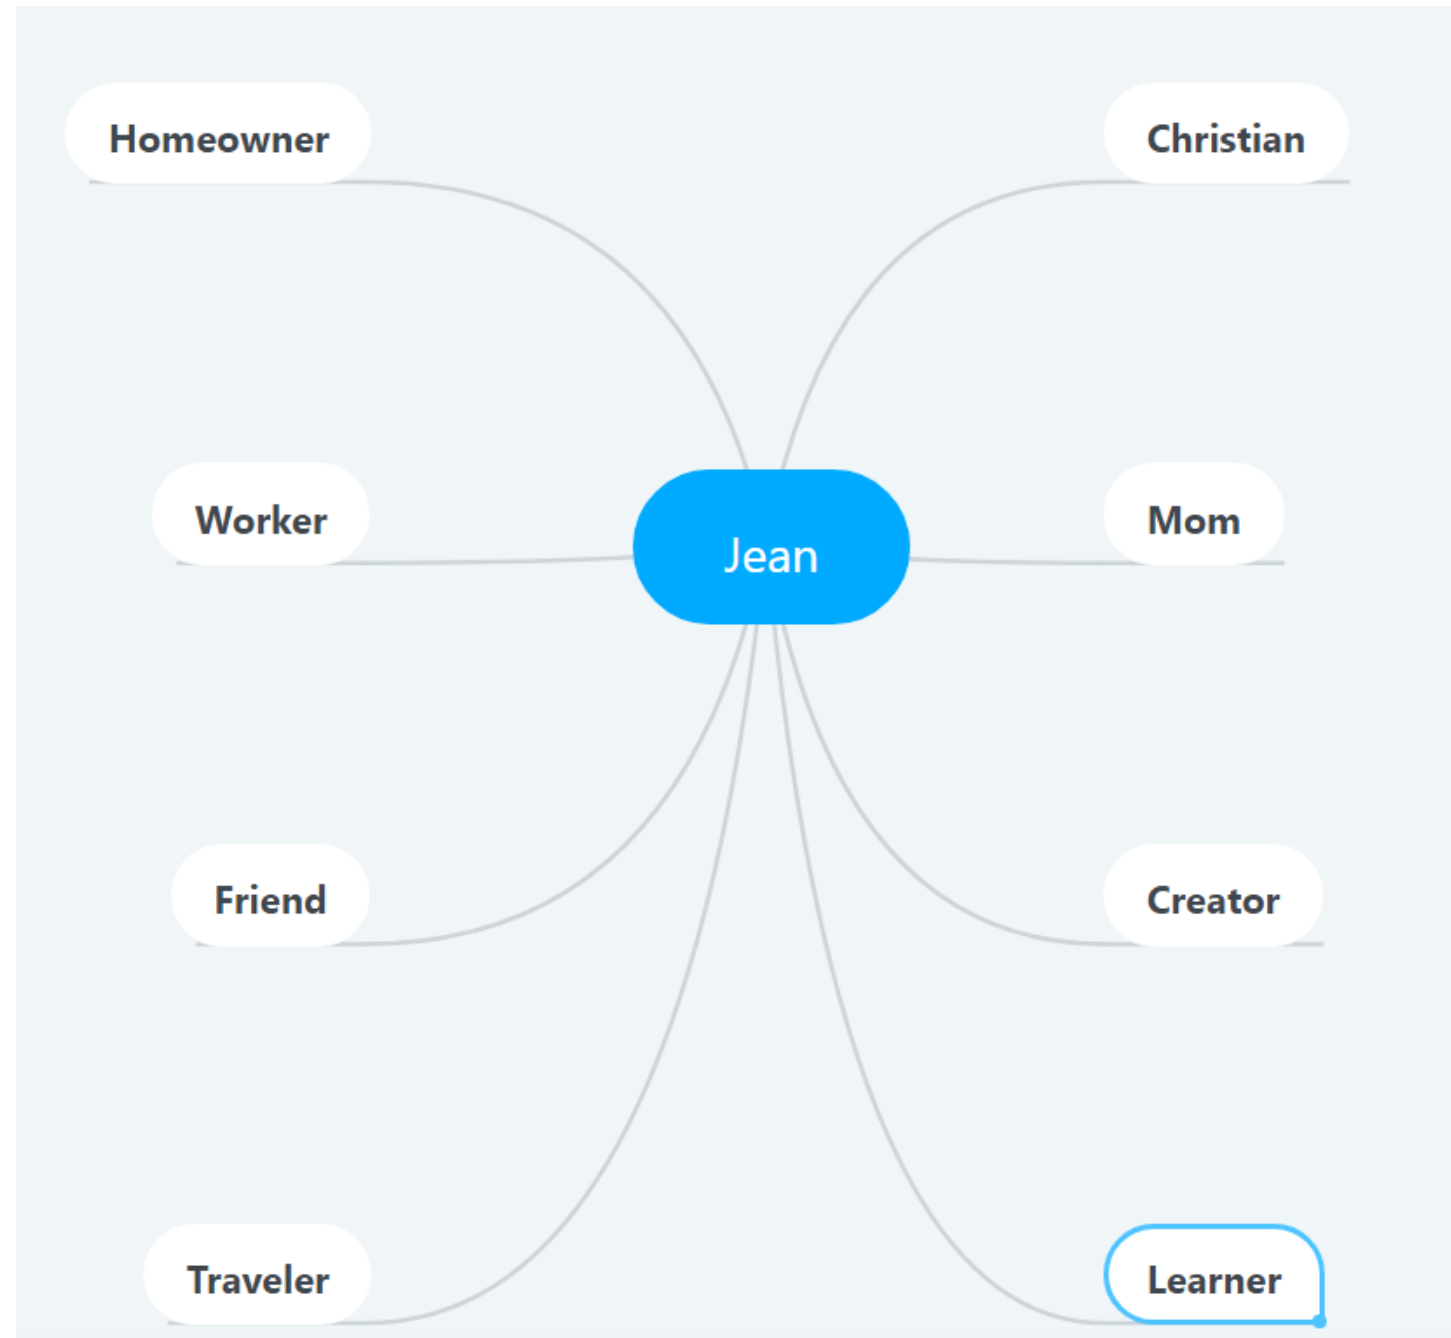 Homeowner
Christian
Worker
Jean
Mom
Friend
Creator
Traveler
Learner